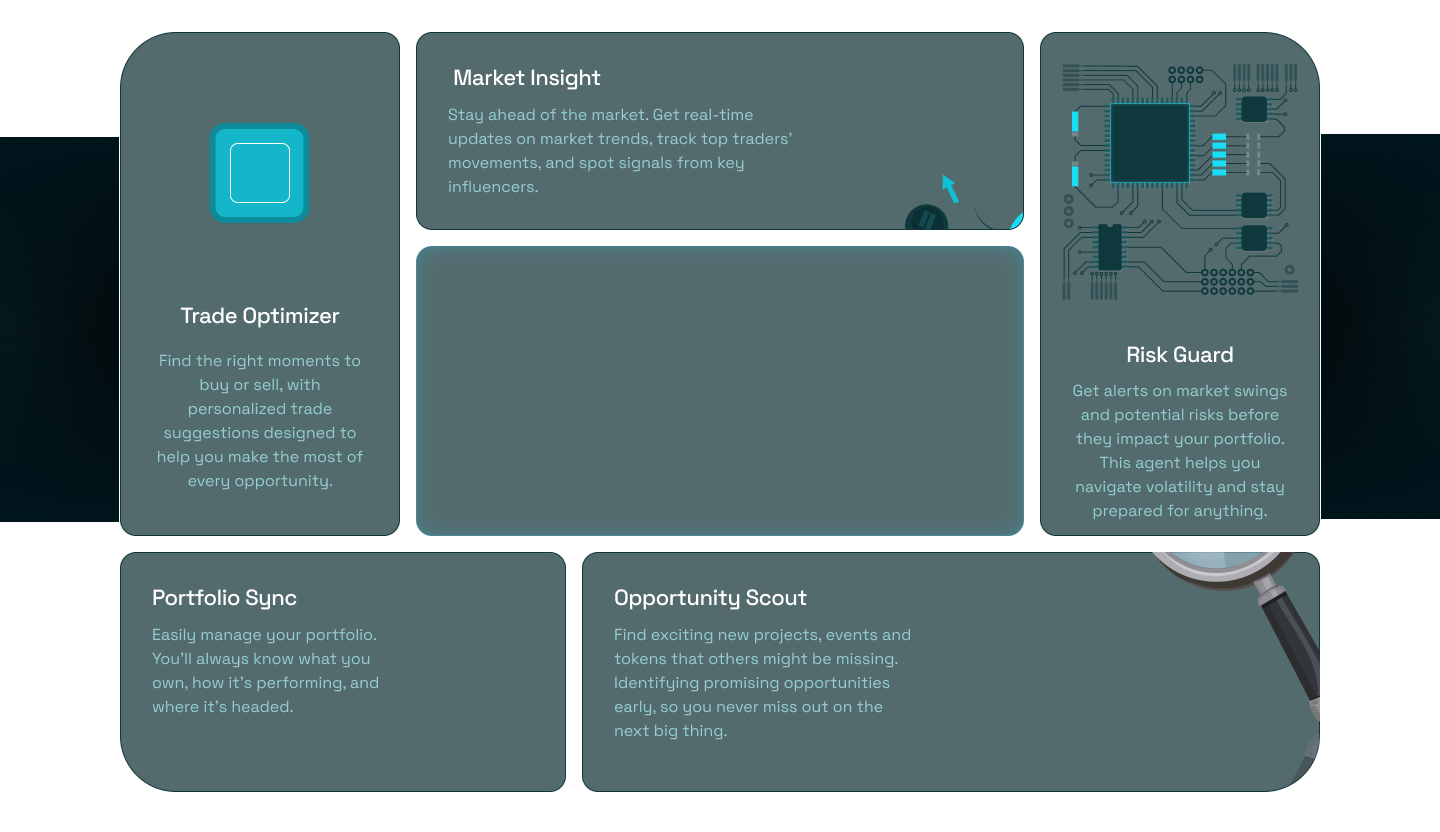 Market Insight
Stay ahead of the market. Get real-time
updates on market trends, track top traders’
movements, and spot signals from key
influencers.
Trade Optimizer
Find the right moments to
buy or sell, with
personalized trade
suggestions designed to
help you make the most of
every opportunity.
Risk Guard
Get alerts on market swings
and potential risks before
they impact your portfolio.
This agent helps you
navigate volatility and stay
prepared for anything.
Portfolio Sync
Easily manage your portfolio.
You’ll always know what you
own, how it’s performing, and
where it’s headed.
Opportunity Scout
Find exciting new projects, events and
tokens that others might be missing.
Identifying promising opportunities
early, so you never miss out on the
next big thing.